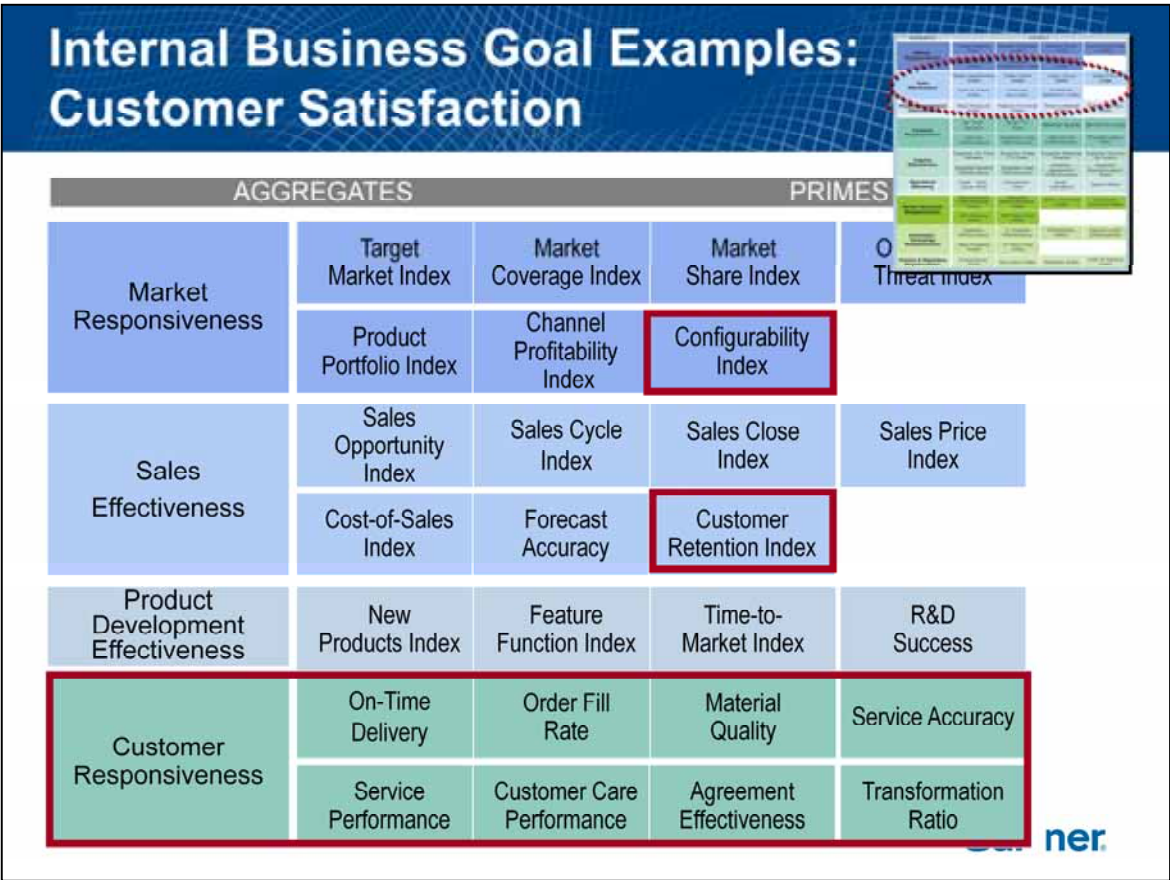 Internal Business Goal Examples:
Customer Satisfaction
AGGREGATES
PRIMES
Market
Responsiveness
Target
Market Index
Market
Coverage Index
Market
Share Index
Threat Index
Product
Portfolio Index
Channel
Profitability
Index
Configurability
Index
Sales
Effectiveness
Sales
Opportunity
Index
Sales Cycle
Index
Sales Close
Index
Sales Price
Index
Cost-of-Sales
Index
Forecast
Accuracy
Customer
Retention Index
Product
Development
Effectiveness
New
Products Index
Feature
Function Index
Time-to-
Market Index
R&D
Success
Customer
Responsiveness
On-Time
Delivery
Order Fill
Rate
Material
Quality
Service Accuracy
Service
Performance
Customer Care
Performance
Agreement
Effectiveness
Transformation
Ratio